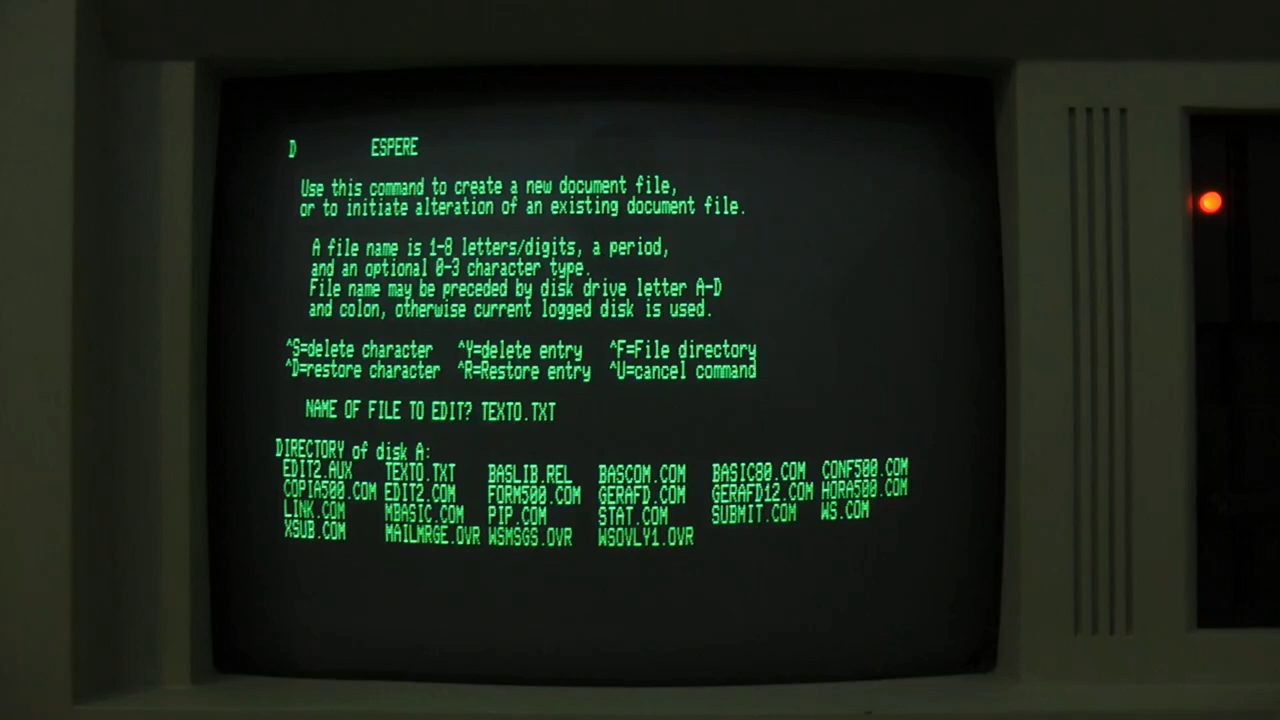 D ESPERE
Use this command to create a new document file,
or to initiate alteration of an existing document file.
A file name is 1-8 letters/digits, a period,
and an optional 0-3 character type.
File name may be preceded by disk drive letter A-D
and colon, otherwise current logged disk is used.
^S=delete character ^Y=delete entry ^F=File directory
^D=restore character ^R=Restore entry ^U=cancel command
NAME OF FILE TO EDIT? TEXTO.TXT
DIRECTORY of disk A:
EDIT2.AUX TEXTO.TXT BASLIB.REL BASCOM.COM BASIC80.COM CONF500.COM
COPIA500.COM EDIT2.COM FORM500.COM GERAFD.COM GERAFD12.COM HORA500.COM
LINK.COM MBASIC.COM PIP.COM STAT.COM SUBMIT.COM WS.COM
XSUB.COM MAILMRGE.OVR WSMSGS.OVR WSOVLY1.OVR